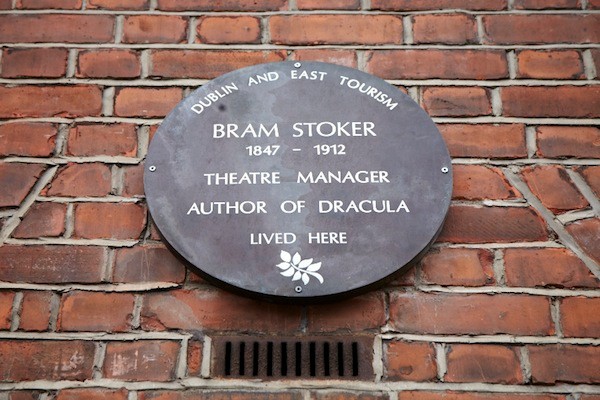 DUBLIN AND EAST TOURISM
BRAM STOKER
1847 – 1912
THEATRE MANAGER
AUTHOR OF DRACULA
LIVED HERE